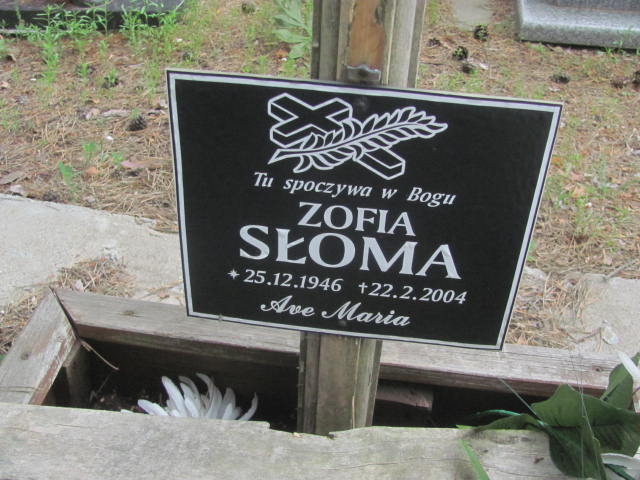 Tu spoczywa w Bogu
ZOFIA
SŁOMA
* 25.12.1946 †22.2.2004
Ave Maria